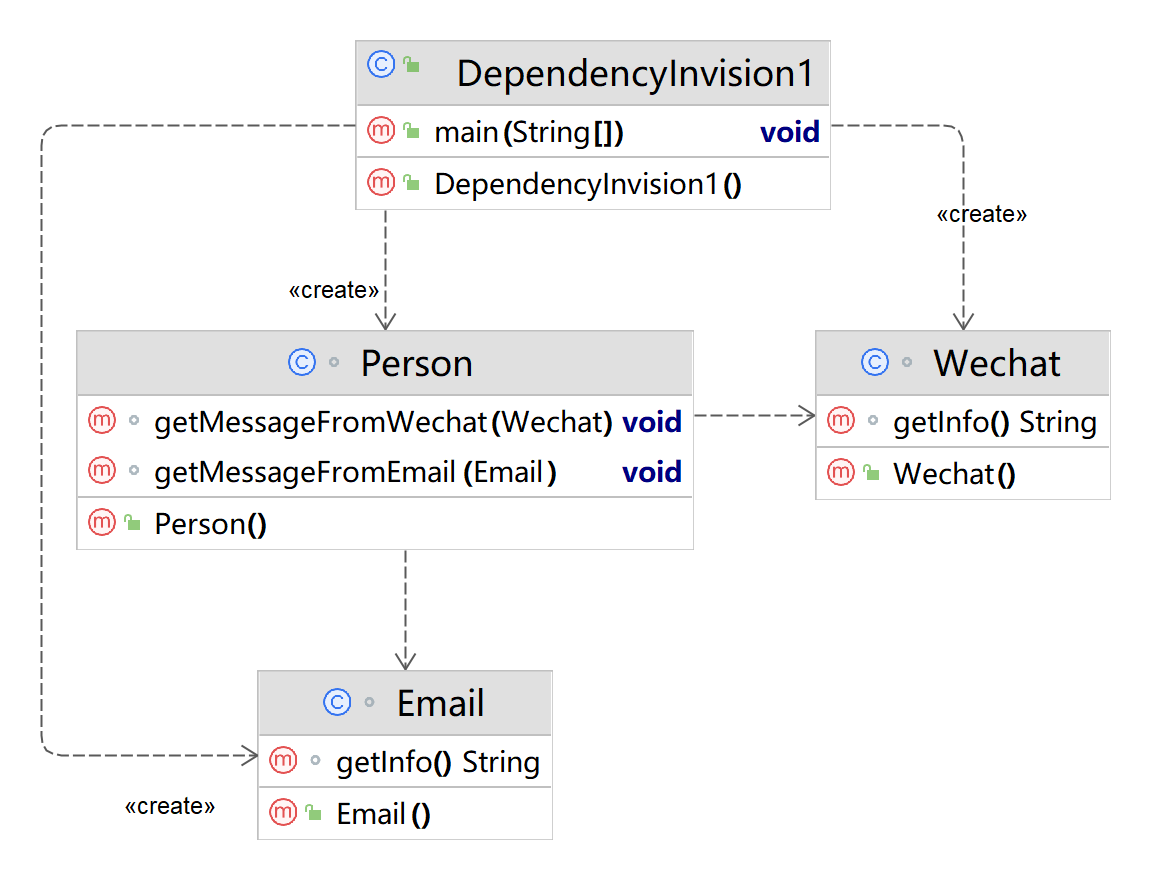 DependencyInvision1
main(String[]) void
DependencyInvision1()
«create»
«create»
Person
getMessageFromWechat(Wechat) void
getMessageFromEmail(Email) void
Person()
Wechat
getInfo() String
Wechat()
Email
getInfo() String
Email()
«create»